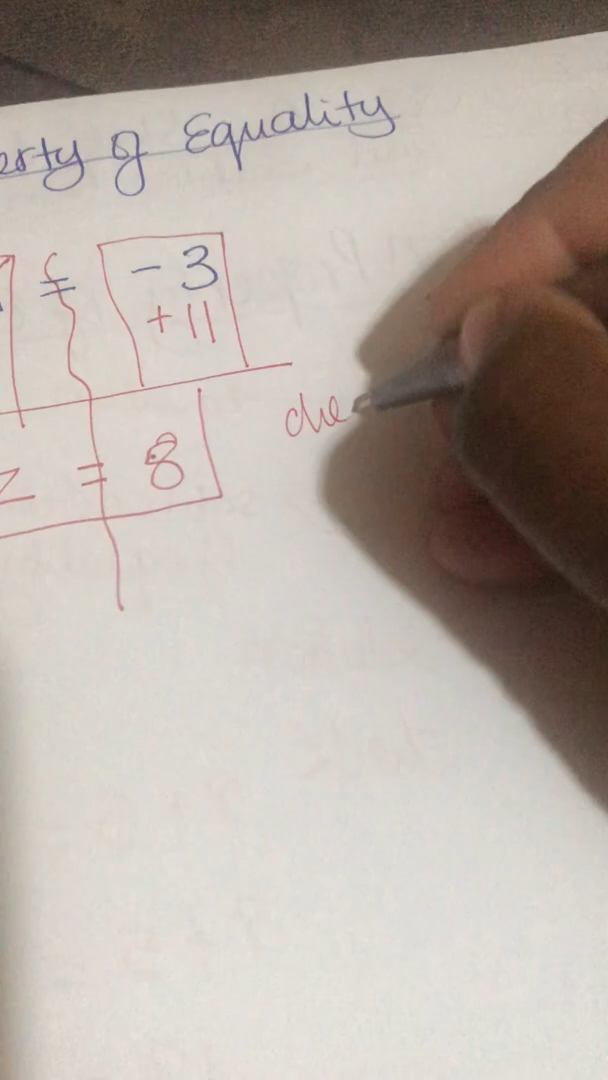 erty of Equality
= - 3
+ 11
z = 8
che